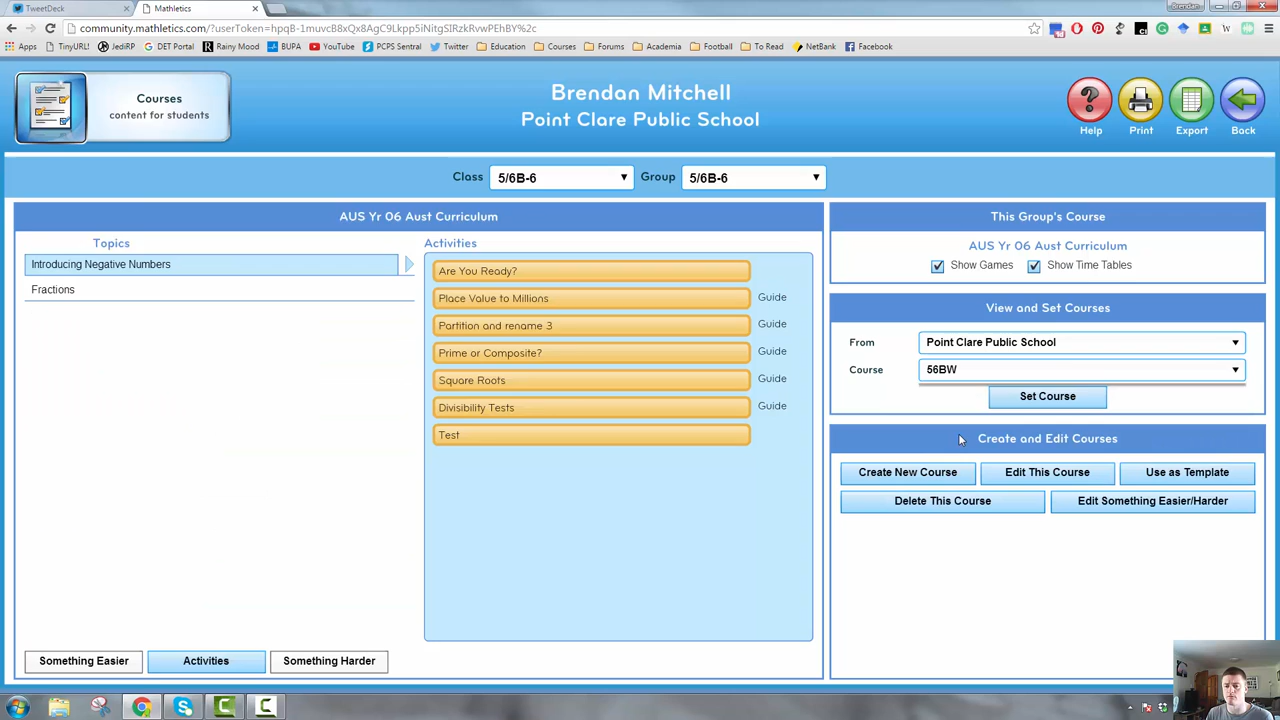 TweetDeck
Mathletics
Brendan
community.mathletics.com/?userToken=hpqB-1muvcB8xQx8AgC9Lkpp5iNitgSIRzkRwPEhBY%2c
Apps
TinyURL!
JediRP
DET Portal
Rainy Mood
BUPA
YouTube
PCPS Sentral
Twitter
Education
Courses
Forums
Academia
Football
To Read
NetBank
Facebook
Courses
content for students
Brendan Mitchell
Point Clare Public School
Help
Print
Export
Back
Class
5/6B-6
Group
5/6B-6
AUS Yr 06 Aust Curriculum
Topics
Introducing Negative Numbers
Fractions
Activities
Are You Ready?
Place Value to Millions
Guide
Partition and rename 3
Guide
Prime or Composite?
Guide
Square Roots
Guide
Divisibility Tests
Guide
Test
Something Easier
Activities
Something Harder
This Group's Course
AUS Yr 06 Aust Curriculum
Show Games
Show Time Tables
View and Set Courses
From
Point Clare Public School
Course
56BW
Set Course
Create and Edit Courses
Create New Course
Edit This Course
Use as Template
Delete This Course
Edit Something Easier/Harder